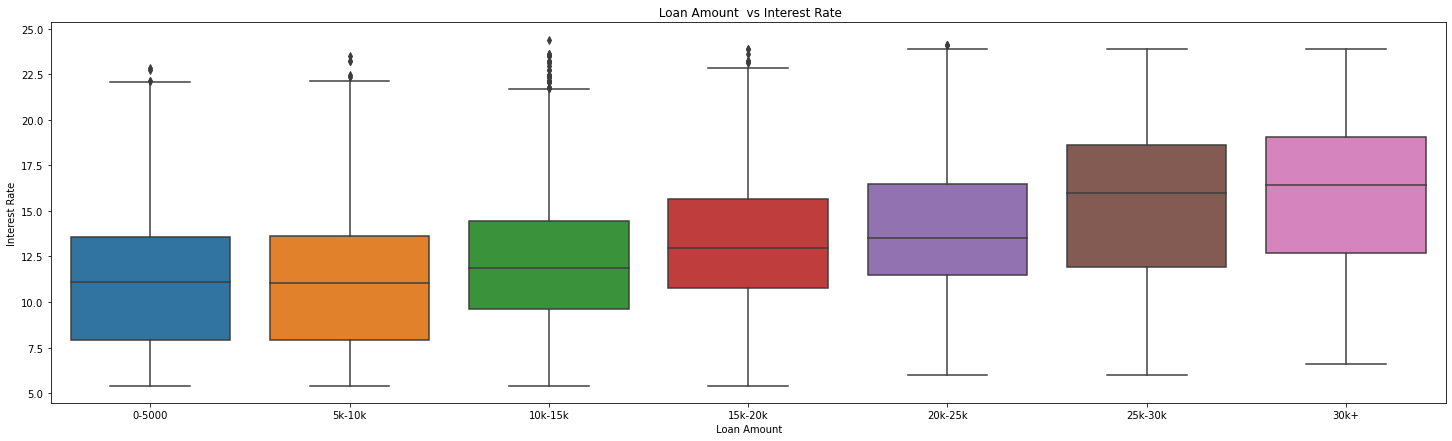 Loan Amount  vs Interest Rate
25.0
22.5
20.0
17.5
15.0
12.5
10.0
7.5
5.0
Interest Rate
0-5000 5k-10k 10k-15k 15k-20k 20k-25k 25k-30k 30k+
Loan Amount